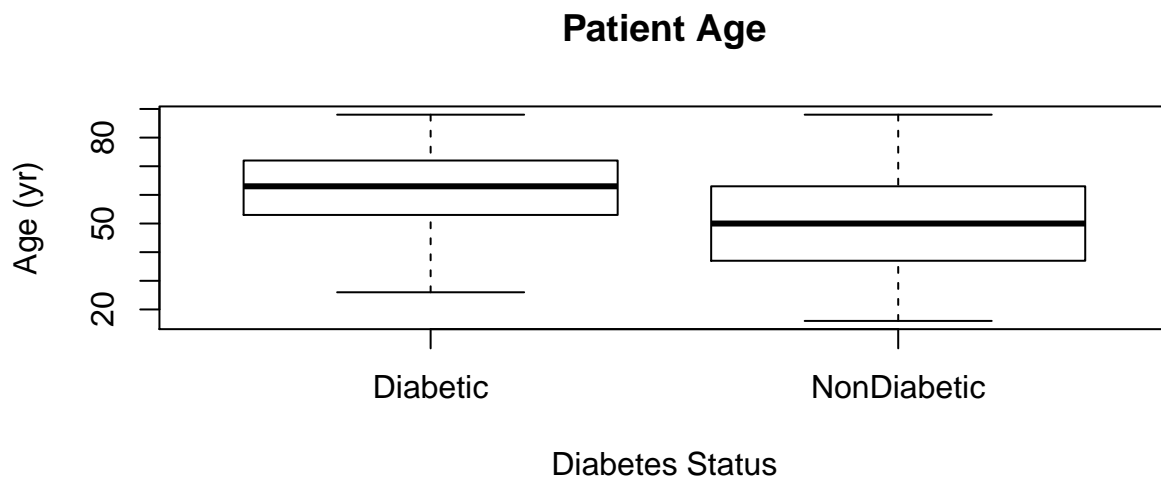 Patient Age
Age (yr)
80
50
20
Diabetic NonDiabetic
Diabetes Status